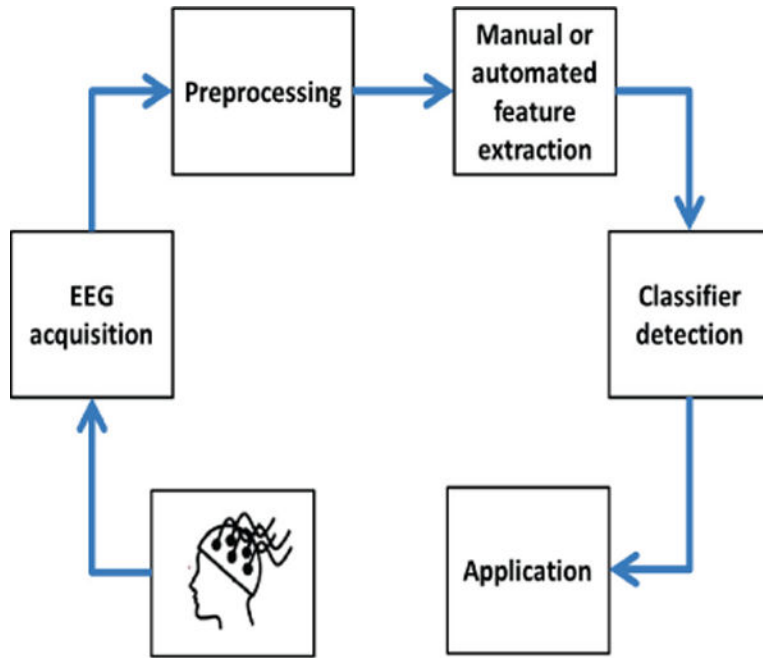 Preprocessing
Manual or
automated
feature
extraction
EEG
acquisition
Classifier
detection
Application